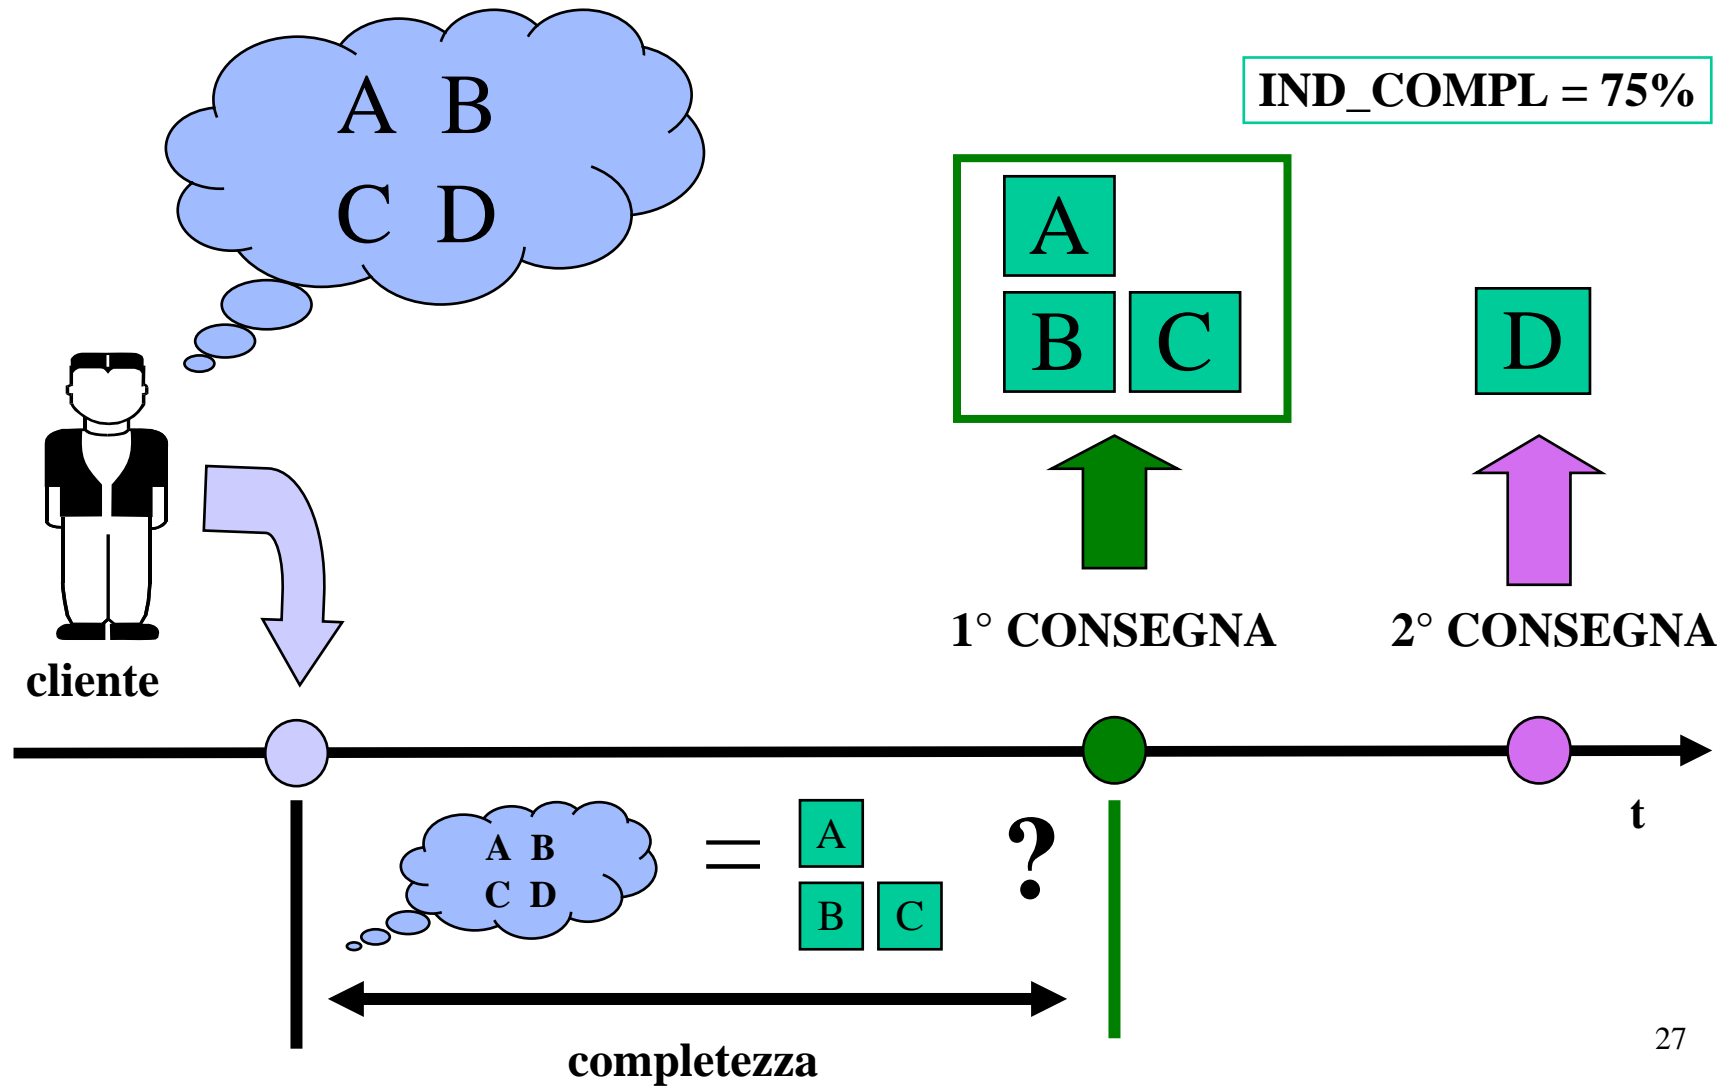 A B
C D
IND_COMPL = 75%
A
B C
D
1° CONSEGNA
2° CONSEGNA
cliente
t
A B
C D
=
A
B C
?
completezza
27